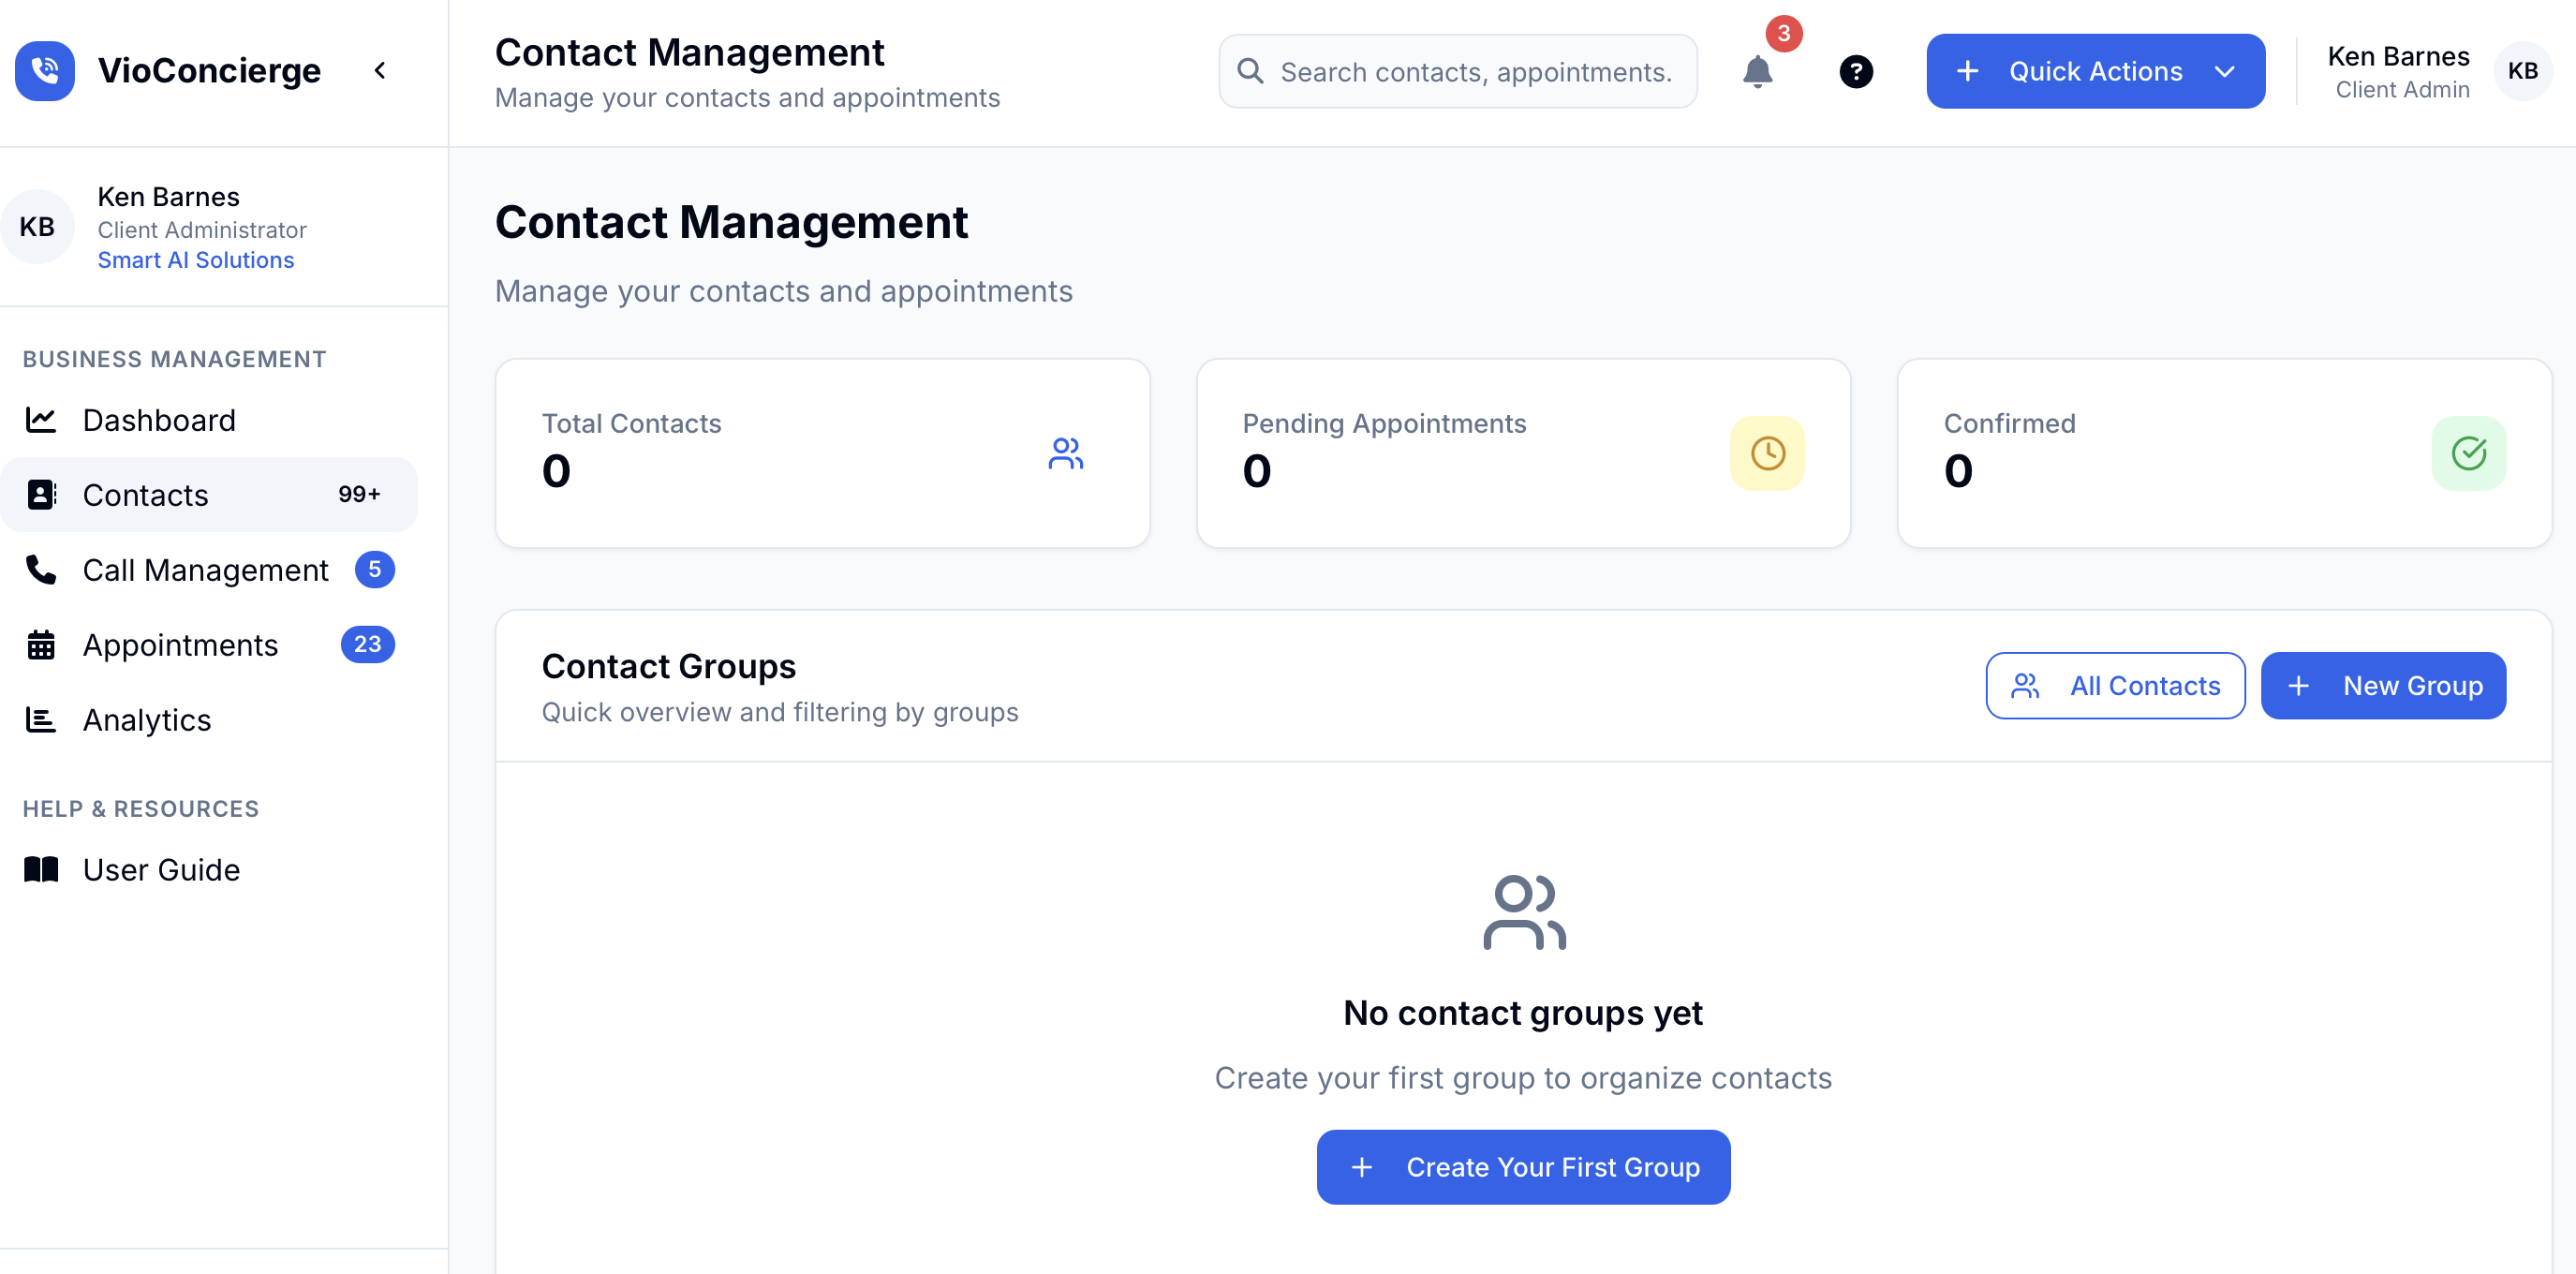 VioConcierge
Contact Management
Manage your contacts and appointments
Search contacts, appointments.
3
?
Quick Actions
Ken Barnes
Client Admin
KB
KB
Ken Barnes
Client Administrator
Smart AI Solutions
BUSINESS MANAGEMENT
Dashboard
Contacts 99+
Call Management 5
Appointments 23
Analytics
HELP & RESOURCES
User Guide
Contact Management
Manage your contacts and appointments
Total Contacts
0
Pending Appointments
0
Confirmed
0
Contact Groups
Quick overview and filtering by groups
All Contacts
New Group
No contact groups yet
Create your first group to organize contacts
Create Your First Group